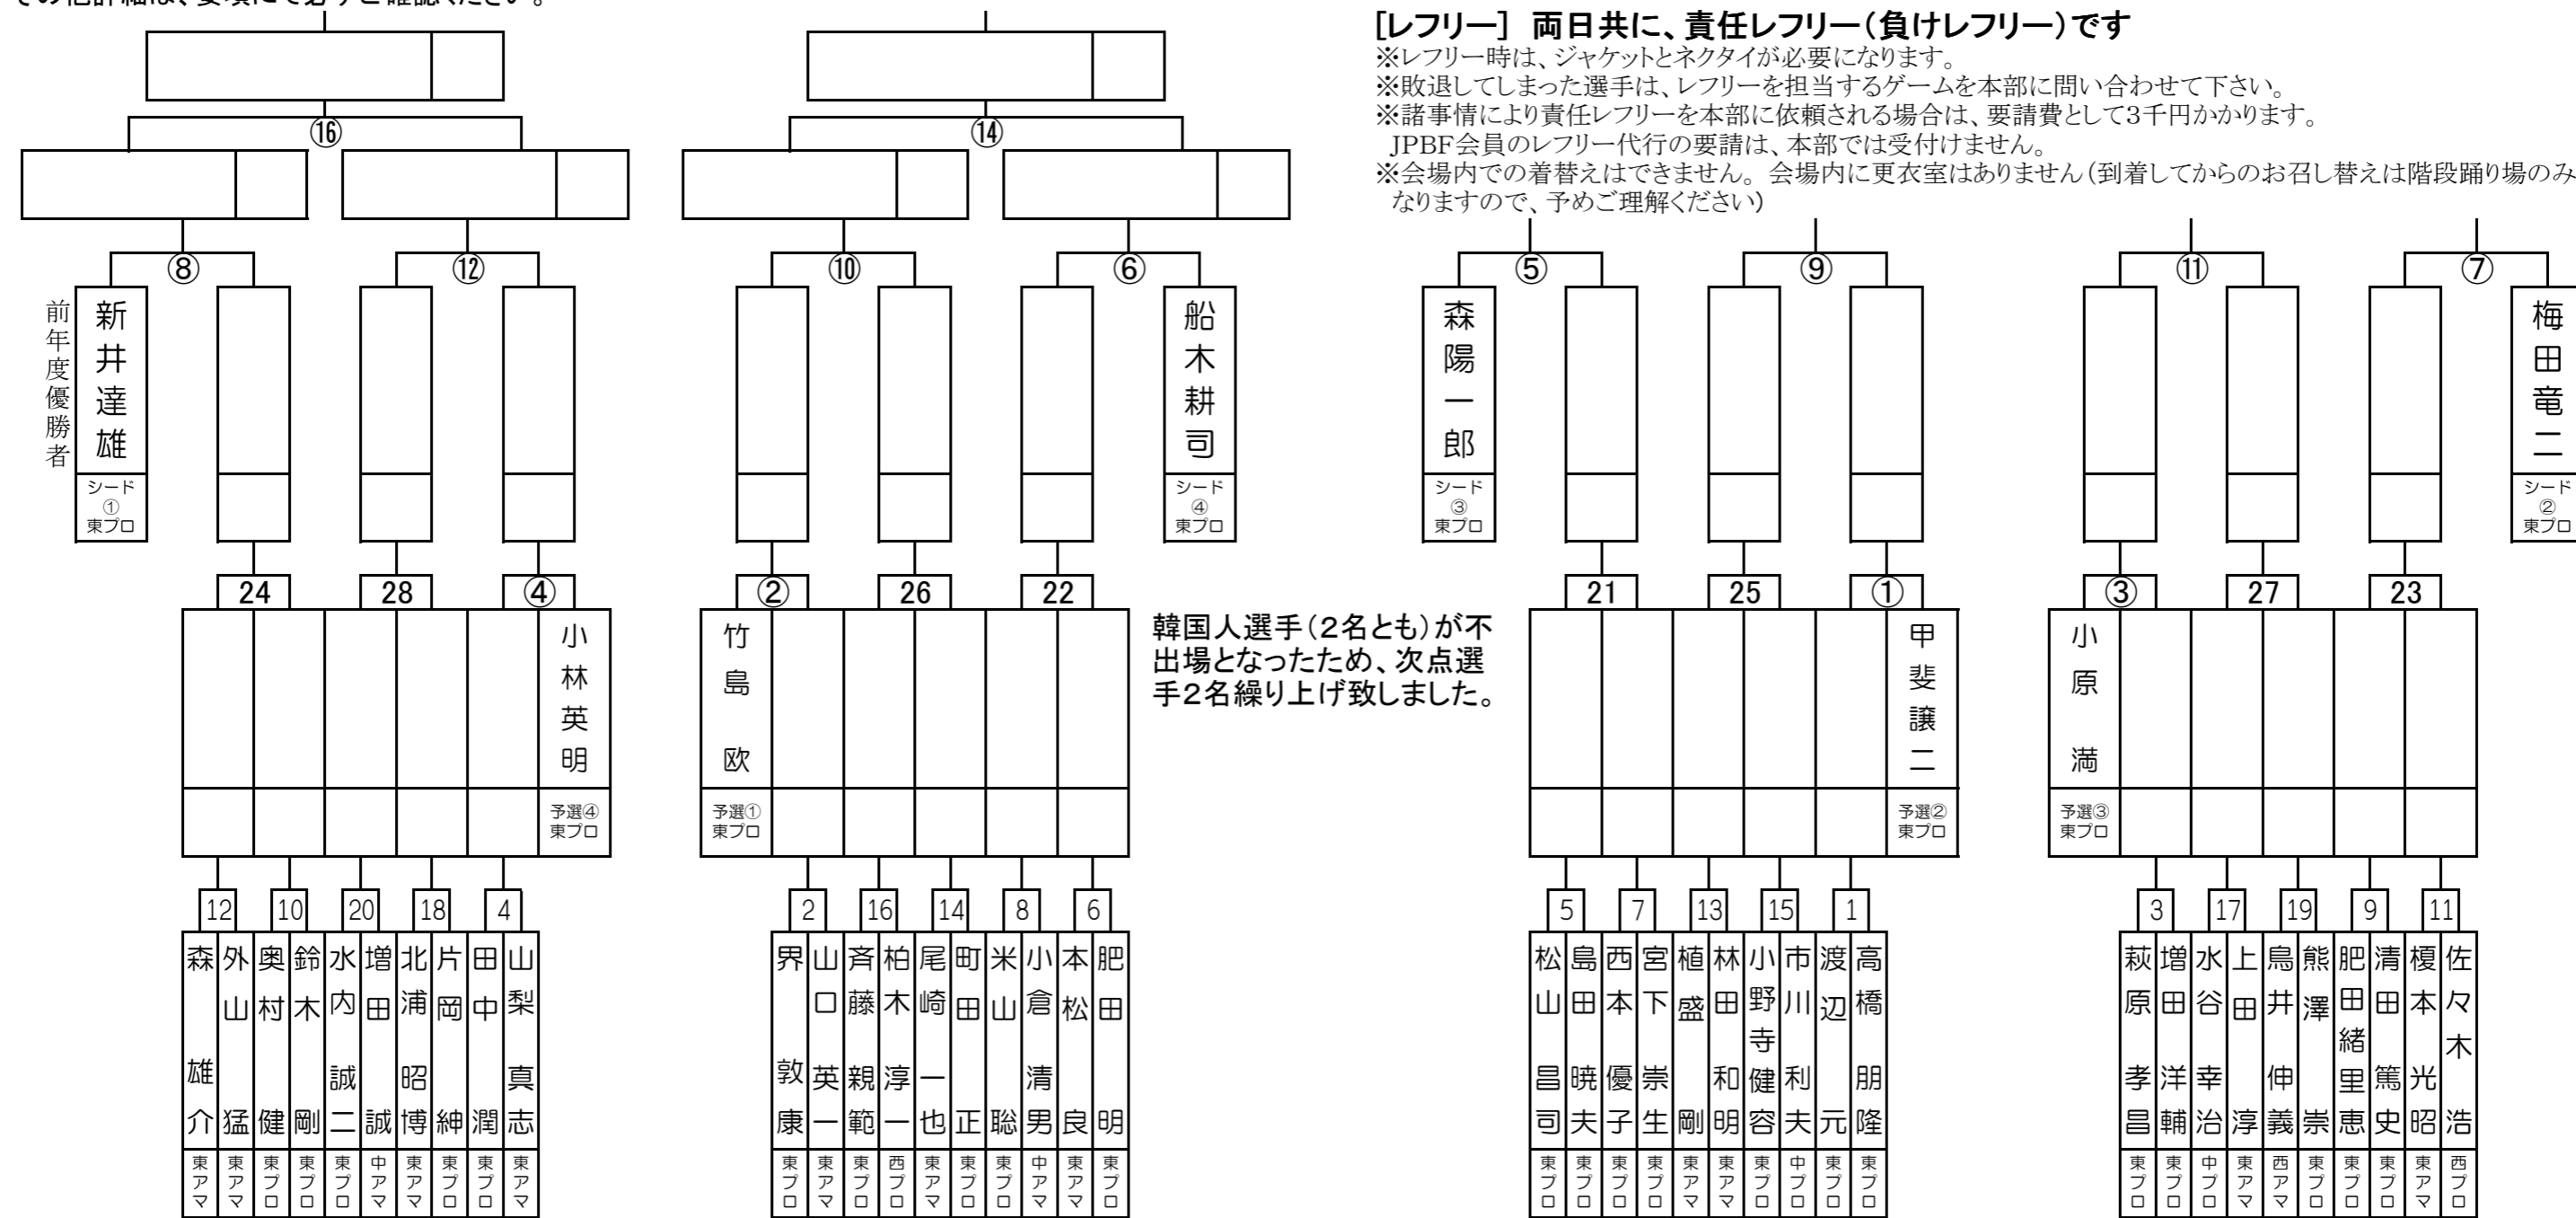 その他詳細は、要項にて必ずご確認ください。
[レフリー] 両日共に、責任レフリー(負けレフリー)です
※レフリー時は、ジャケットとネクタイが必要になります。
※敗退してしまった選手は、レフリーを担当するゲームを本部に問い合わせて下さい。
※諸事情により責任レフリーを本部に依頼される場合は、要請費として3千円かかります。
JPBF会員のレフリー代行の要請は、本部では受付けません。
※会場内での着替えはできません。会場内に更衣室はありません(到着してからのお召し替えは階段踊り場のみ
なりますので、予めご理解ください)
⑯ ⑭
⑧ ⑫ ⑩ ⑥ ⑤ ⑨ ⑪ ⑦
前年度優勝者
新井達雄
シード
①
東プロ
船木耕司
シード
④
東プロ
森陽一郎
シード
③
東プロ
梅田竜二
シード
②
東プロ
24 28 ④ ② 26 22 21 25 ① ③ 27 23
小林英明
予選④
東プロ
竹島 欧
予選①
東プロ
韓国人選手(2名とも)が不
出場となったため、次点選
手2名繰り上げ致しました。
甲斐譲二
予選②
東プロ
小原 満
予選③
東プロ
12 10 20 18 4 2 16 14 8 6 5 7 13 15 1 3 17 19 9 11
森 雄介 東アマ
外山 猛 東アマ
奥村 健 東プロ
鈴木 剛 東プロ
水内誠二 東プロ
増田 誠 中アマ
北浦昭博 東アマ
片岡 紳 東プロ
田中 潤 東プロ
山梨真志 東アマ
界 敦康 東プロ
山口英一 東アマ
斉藤親範 東プロ
柏木淳一 西プロ
尾崎一也 東アマ
町田 正 東プロ
米山 聡 東プロ
小倉清男 中アマ
本松 良 東アマ
肥田 明 東プロ
松山昌司 東プロ
島田暁夫 東プロ
西本優子 東プロ
宮下崇生 東プロ
植盛 剛 東アマ
林田和明 東アマ
小野寺健容 東プロ
市川利夫 中プロ
渡辺 元 東プロ
高橋朋隆 東プロ
萩原孝昌 東プロ
増田洋輔 東プロ
水谷幸治 中プロ
上田 淳 東アマ
鳥井伸義 西アマ
熊澤 崇 東プロ
肥田緒里恵 東プロ
清田篤史 東プロ
榎本光昭 東アマ
佐々木 浩 西プロ